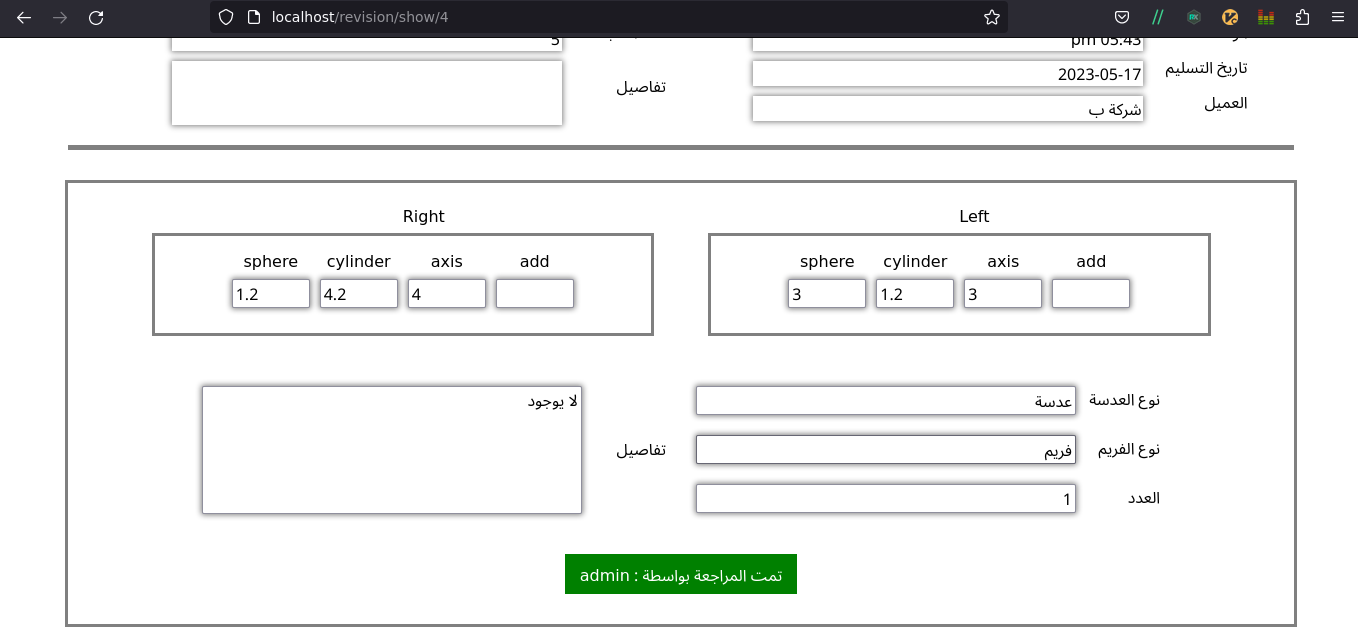 localhost/revision/show/4
pm 05:43
5
تاريخ التسليم
2023-05-17
العميل
شركة ب
تفاصيل
Right
sphere cylinder axis add
1.2 4.2 4
Left
sphere cylinder axis add
3 1.2 3
نوع العدسة
عدسة
نوع الفريم
فريم
العدد
1
تفاصيل
لا يوجود
تمت المراجعة بواسطة : admin